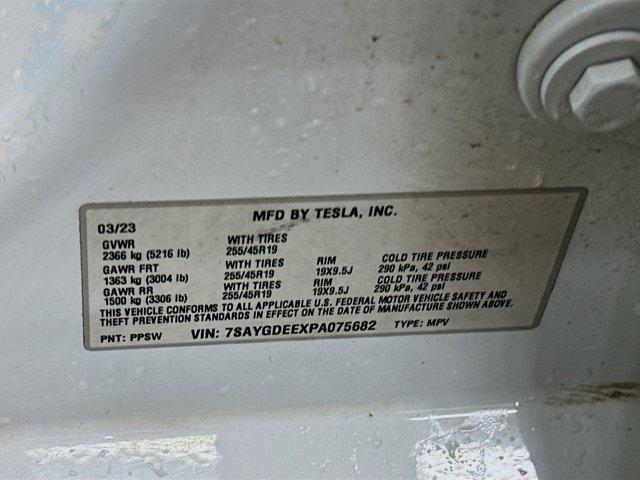 MFD BY TESLA, INC.
03/23
GVWR WITH TIRES
2366 kg (5216 lb) 255/45R19
GAWR FRT WITH TIRES RIM COLD TIRE PRESSURE
1363 kg (3004 lb) 255/45R19 19X9.5J 290 kPa, 42 psi
GAWR RR WITH TIRES RIM COLD TIRE PRESSURE
1500 kg (3306 lb) 255/45R19 19X9.5J 290 kPa, 42 psi
THIS VEHICLE CONFORMS TO ALL APPLICABLE U.S. FEDERAL MOTOR VEHICLE SAFETY AND
THEFT PREVENTION STANDARDS IN EFFECT ON THE DATE OF MANUFACTURE SHOWN ABOVE.
PNT: PPSW VIN: 7SAYGDEEXPA075682 TYPE: MPV